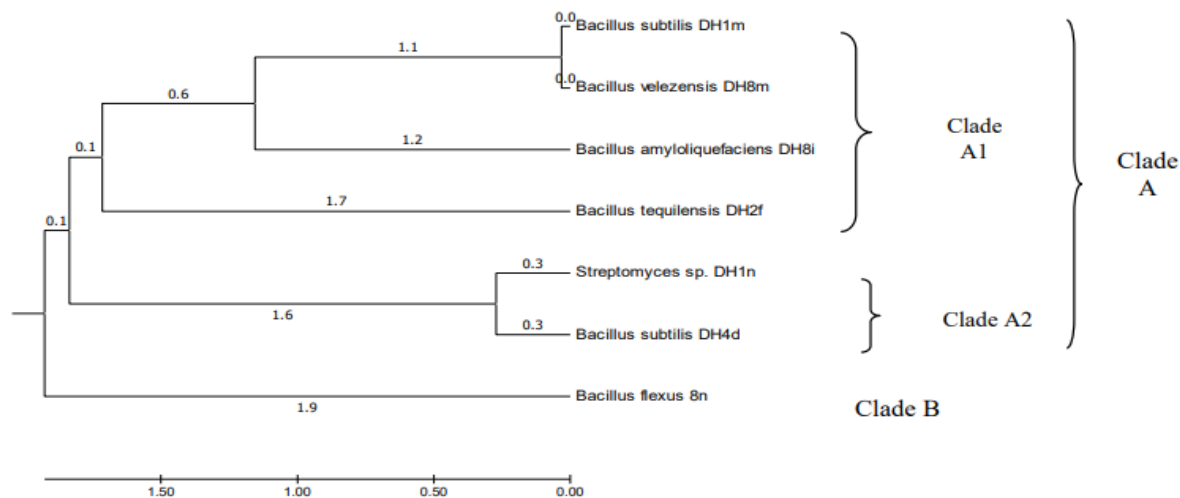 0.0
Bacillus subtilis DH1m
1.1
0.0
Bacillus velezensis DH8m
0.6
1.2
Bacillus amyloliquefaciens DH8i
Clade
A1
Clade
A
0.1
1.7
Bacillus tequilensis DH2f
0.1
0.3
Streptomyces sp. DH1n
1.6
0.3
Bacillus subtilis DH4d
Clade A2
1.9
Bacillus flexus 8n
Clade B
1.50 1.00 0.50 0.00